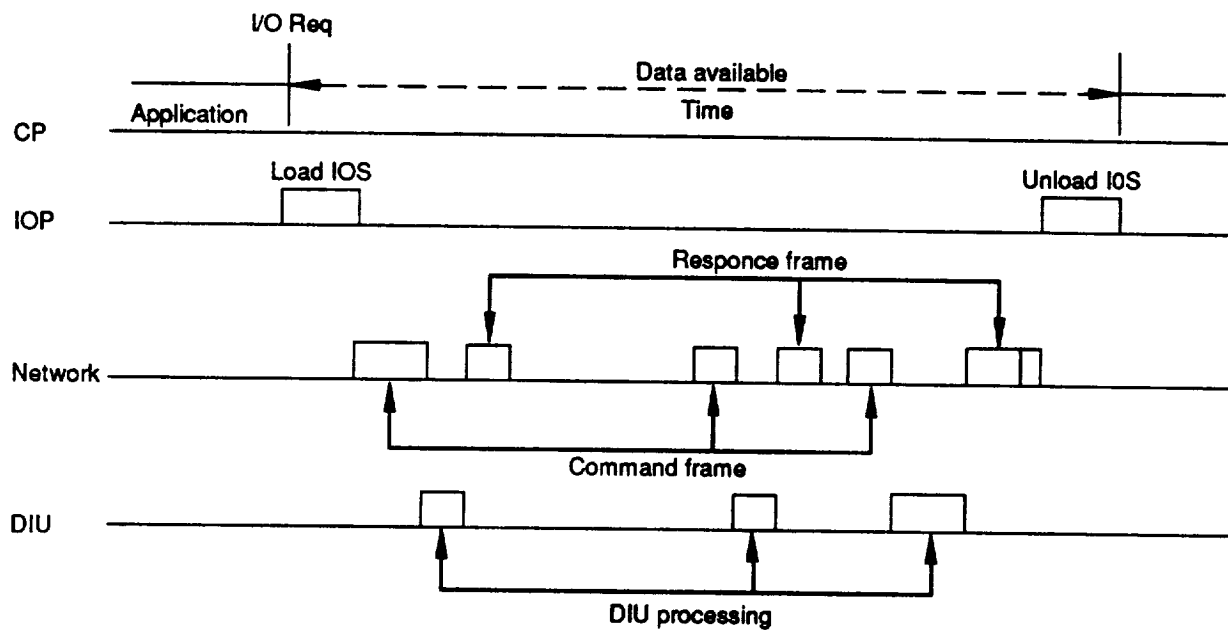 I/O Req
Data available
Application
Time
CP
Load IOS
Unload I0S
IOP
Responce frame
Network
Command frame
DIU
DIU processing